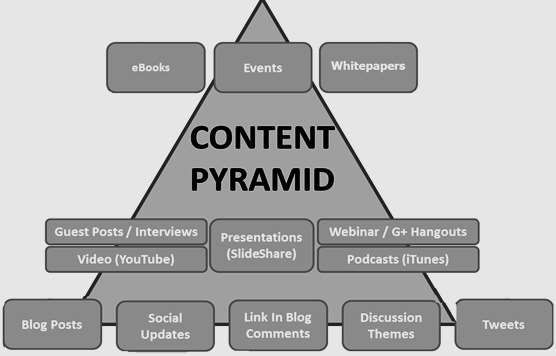 eBooks
Events
Whitepapers
CONTENT
PYRAMID
Guest Posts / Interviews
Video (YouTube)
Presentations
(SlideShare)
Webinar / G+ Hangouts
Podcasts (iTunes)
Blog Posts
Social
Updates
Link In Blog
Comments
Discussion
Themes
Tweets